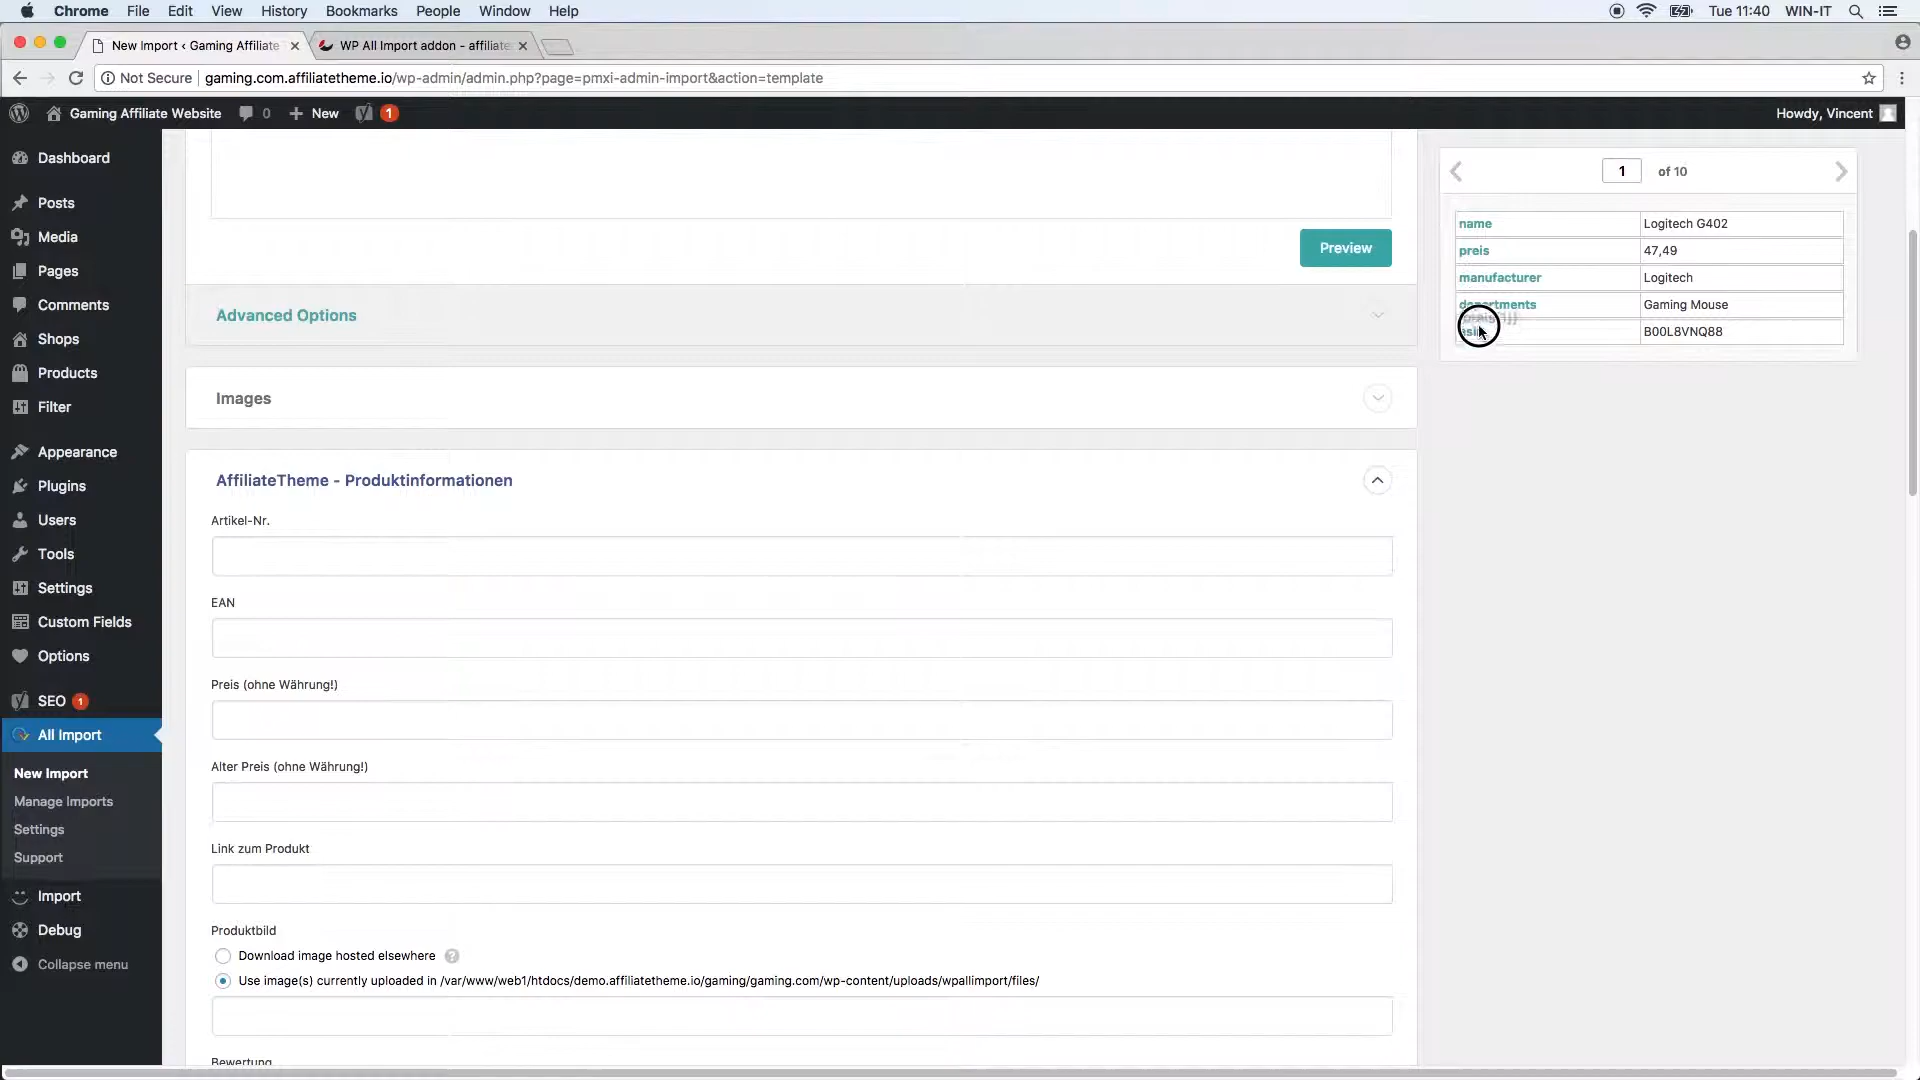 Chrome File Edit View History Bookmarks People Window Help Tue 11:40 WIN-IT
New Import ‹ Gaming Affiliate WP All Import addon - affiliate
Not Secure gaming.com.affiliatetheme.io/wp-admin/admin.php?page=pmxi-admin-import&action=template
Gaming Affiliate Website 0 New 1 Howdy, Vincent
Dashboard
Posts
Media
Pages
Comments
Shops
Products
Filter
Appearance
Plugins
Users
Tools
Settings
Custom Fields
Options
SEO 1
All Import
New Import
Manage Imports
Settings
Support
Import
Debug
Collapse menu
Preview
Advanced Options
Images
AffiliateTheme - Produktinformationen
Artikel-Nr.
EAN
Preis (ohne Währung!)
Alter Preis (ohne Währung!)
Link zum Produkt
Produktbild
Download image hosted elsewhere ?
Use image(s) currently uploaded in /var/www/web1/htdocs/demo.affiliatetheme.io/gaming/gaming.com/wp-content/uploads/wpallimport/files/
Bewertung
1 of 10
name Logitech G402
preis 47,49
manufacturer Logitech
departments Gaming Mouse
B00L8VNQ88